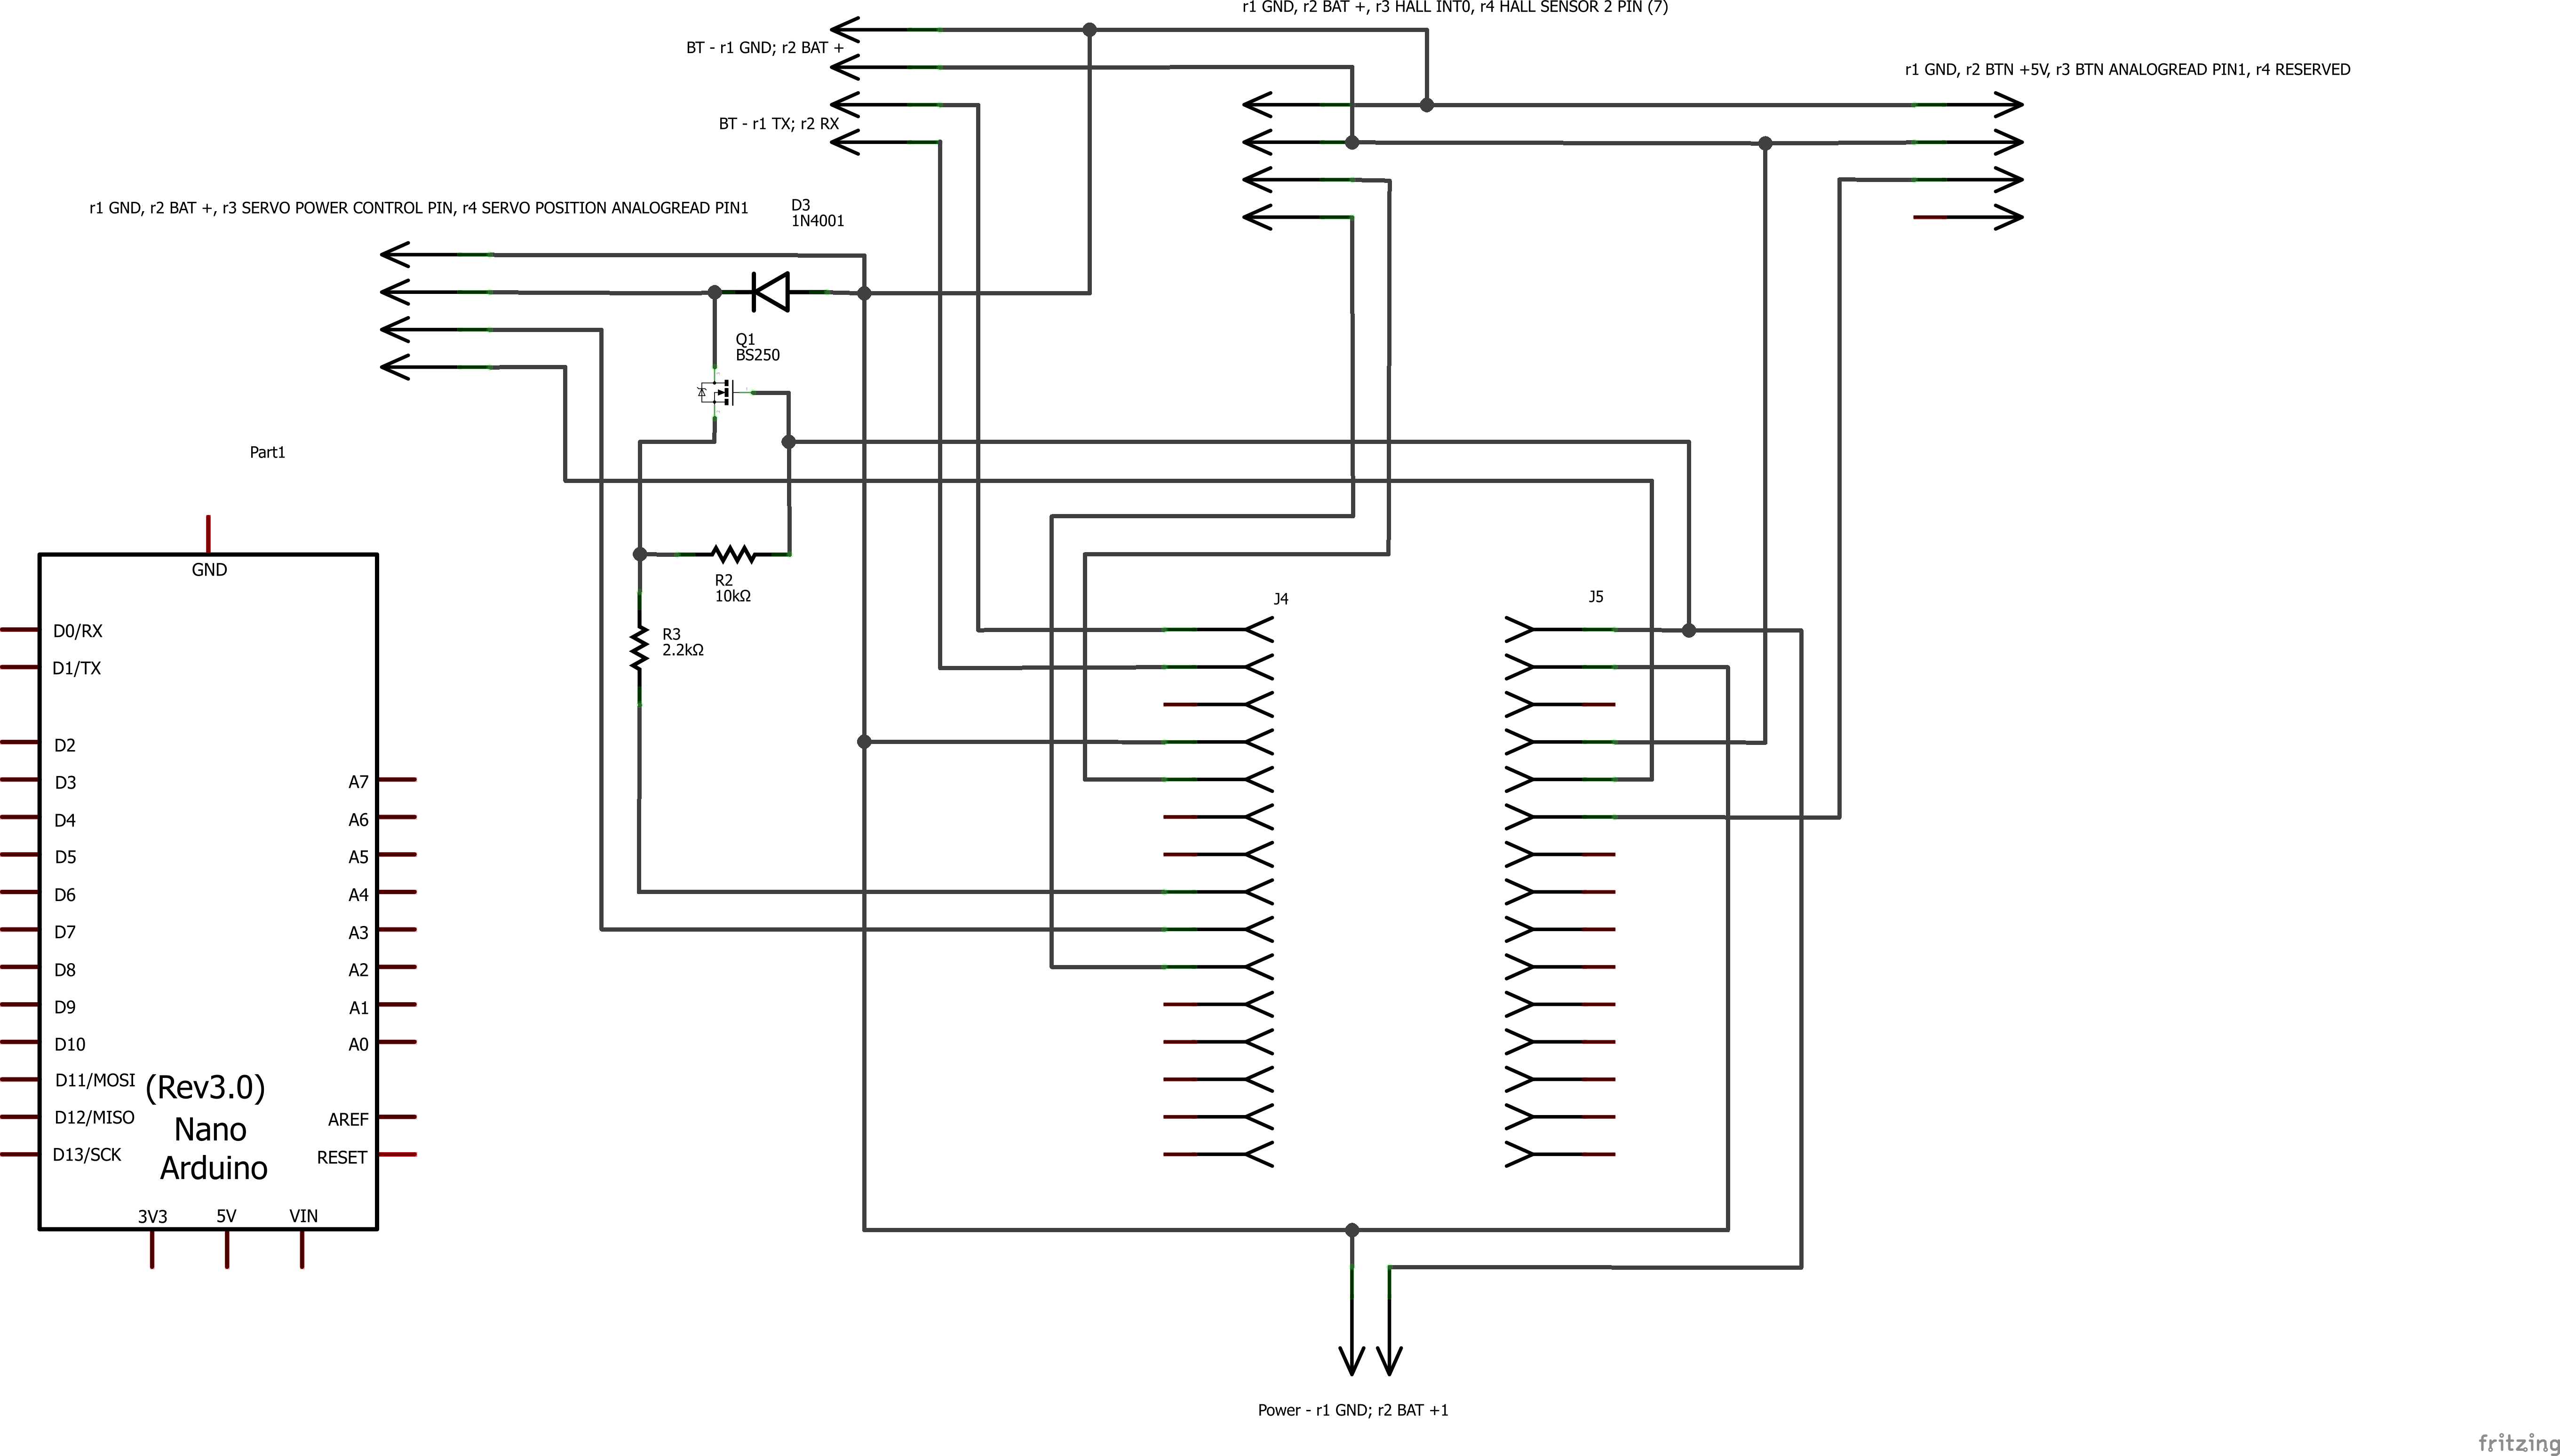 r1 GND, r2 BAT +, r3 HALL INT0, r4 HALL SENSOR 2 PIN (7)
BT - r1 GND; r2 BAT +
r1 GND, r2 BTN +5V, r3 BTN ANALOGREAD PIN1, r4 RESERVED
BT - r1 TX; r2 RX
r1 GND, r2 BAT +, r3 SERVO POWER CONTROL PIN, r4 SERVO POSITION ANALOGREAD PIN1
D3
1N4001
Q1
BS250
Part1
GND
R2
10kΩ
J4
J5
R3
2.2kΩ
D0/RX
D1/TX
D2
D3
D4
D5
D6
D7
D8
D9
D10
D11/MOSI
D12/MISO
D13/SCK
A7
A6
A5
A4
A3
A2
A1
A0
AREF
RESET
(Rev3.0)
Nano
Arduino
3V3
5V
VIN
Power - r1 GND; r2 BAT +1
fritzing